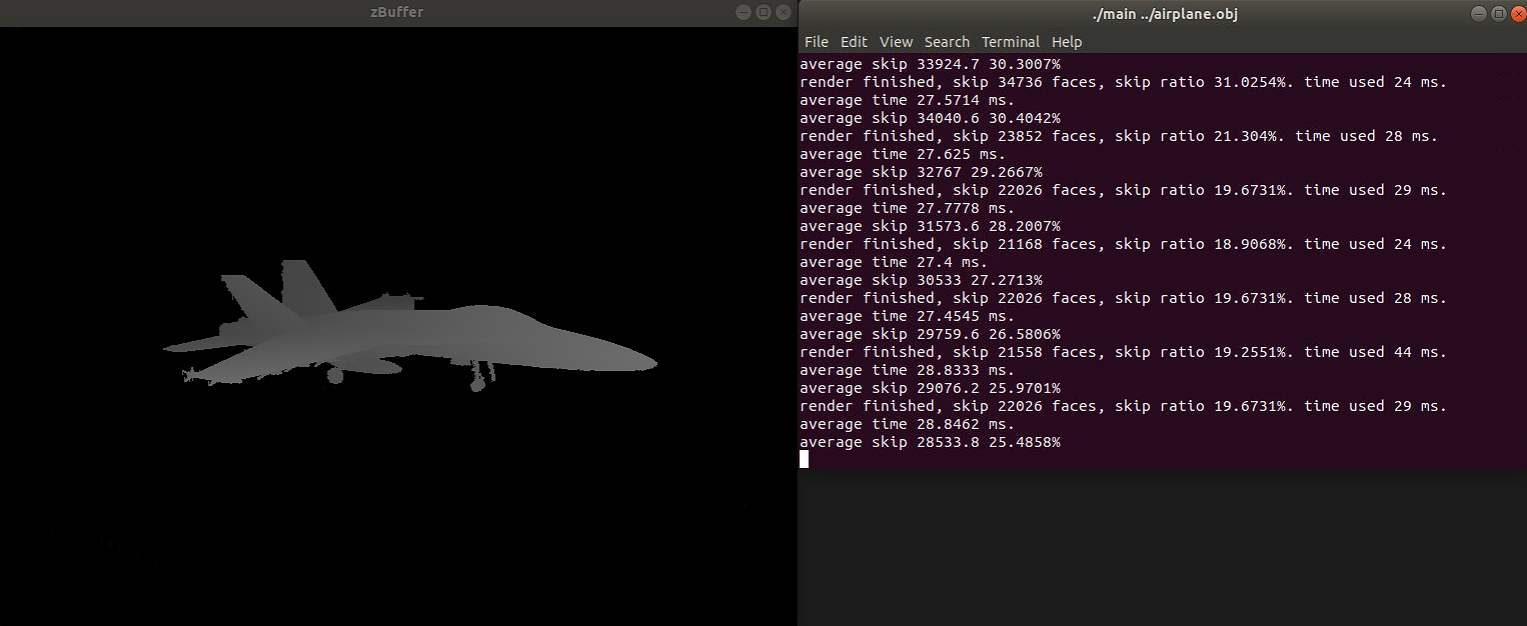 zBuffer
./main ../airplane.obj
File Edit View Search Terminal Help
average skip 33924.7 30.3007%
render finished, skip 34736 faces, skip ratio 31.0254%. time used 24 ms.
average time 27.5714 ms.
average skip 34040.6 30.4042%
render finished, skip 23852 faces, skip ratio 21.304%. time used 28 ms.
average time 27.625 ms.
average skip 32767 29.2667%
render finished, skip 22026 faces, skip ratio 19.6731%. time used 29 ms.
average time 27.7778 ms.
average skip 31573.6 28.2007%
render finished, skip 21168 faces, skip ratio 18.9068%. time used 24 ms.
average time 27.4 ms.
average skip 30533 27.2713%
render finished, skip 22026 faces, skip ratio 19.6731%. time used 28 ms.
average time 27.4545 ms.
average skip 29759.6 26.5806%
render finished, skip 21558 faces, skip ratio 19.2551%. time used 44 ms.
average time 28.8333 ms.
average skip 29076.2 25.9701%
render finished, skip 22026 faces, skip ratio 19.6731%. time used 29 ms.
average time 28.8462 ms.
average skip 28533.8 25.4858%